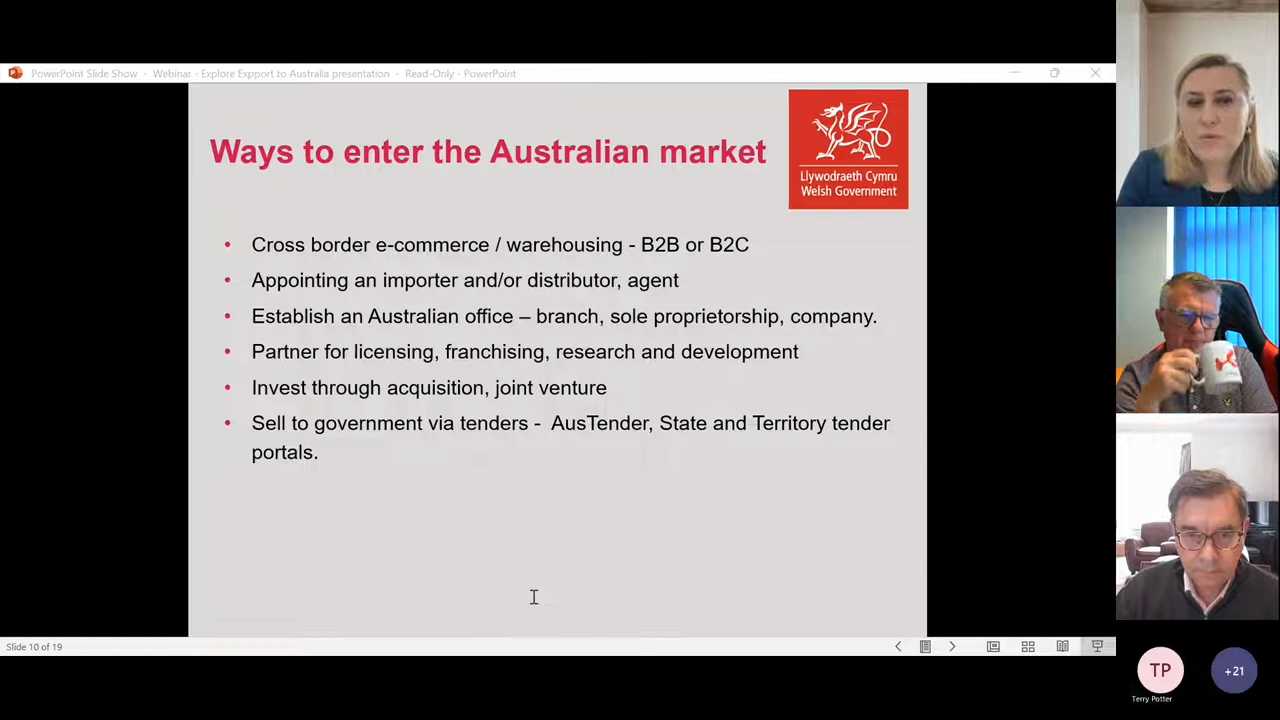 PowerPoint Slide Show - Webinar - Explore Expport to Australia presentation - Read-Only - PowerPoint
Ways to enter the Australian market
Llywodraeth Cymru
Welsh Government
• Cross border e-commerce / warehousing - B2B or B2C
• Appointing an importer and/or distributor, agent
• Establish an Australian office – branch, sole proprietorship, company.
• Partner for licensing, franchising, research and development
• Invest through acquisition, joint venture
• Sell to government via tenders - AusTender, State and Territory tender
portals.
Slide 10 of 19
TP
+21
Terry Potter